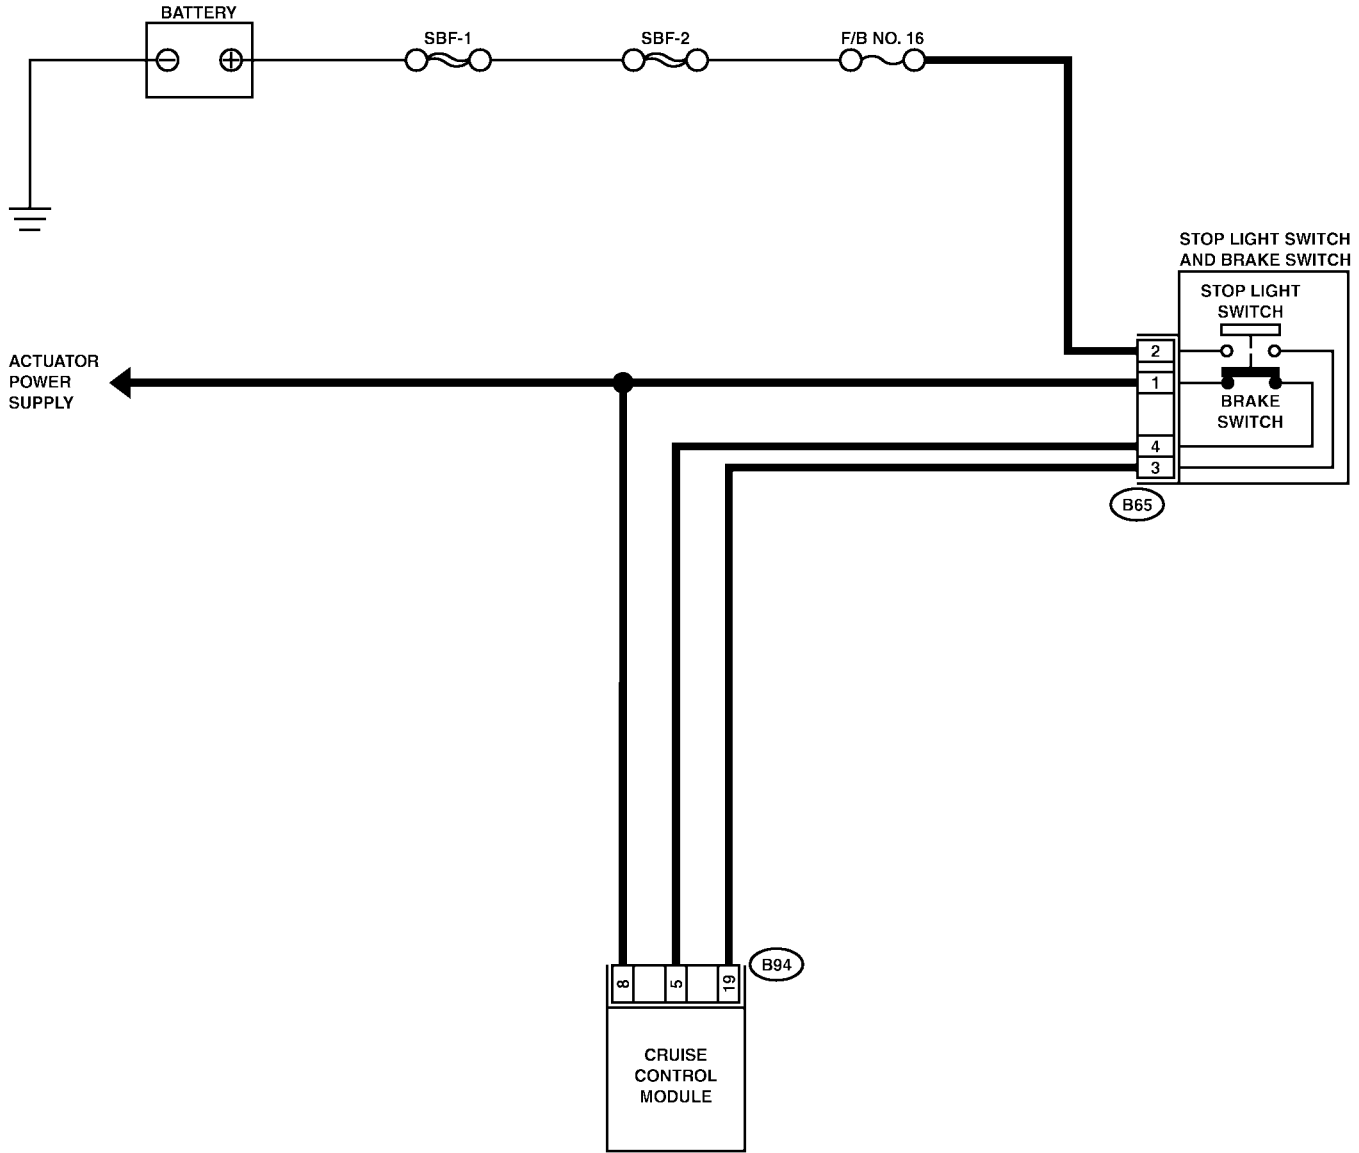 BATTERY
SBF-1
SBF-2
F/B NO. 16
STOP LIGHT SWITCH
AND BRAKE SWITCH
STOP LIGHT
SWITCH
2
1
BRAKE
SWITCH
4
3
B65
ACTUATOR
POWER
SUPPLY
B94
8
5
19
CRUISE
CONTROL
MODULE